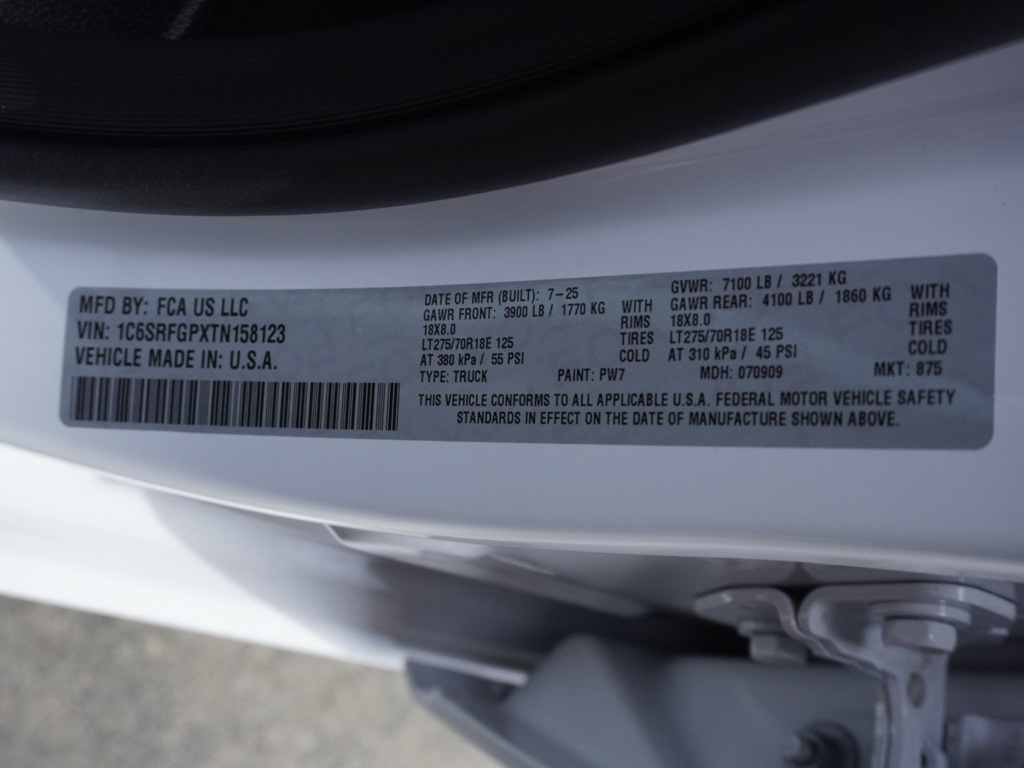 MFD BY: FCA US LLC
VIN: 1C6SRFGPXTN158123
VEHICLE MADE IN: U.S.A.
DATE OF MFR (BUILT): 7-25
GAWR FRONT: 3900 LB / 1770 KG WITH
18X8.0 RIMS
LT275/70R18E 125 TIRES
AT 380 kPa / 55 PSI COLD
GVWR: 7100 LB / 3221 KG
GAWR REAR: 4100 LB / 1860 KG WITH
18X8.0 RIMS
LT275/70R18E 125 TIRES
AT 310 kPa / 45 PSI COLD
TYPE: TRUCK PAINT: PW7 MDH: 070909 MKT: 875
THIS VEHICLE CONFORMS TO ALL APPLICABLE U.S.A. FEDERAL MOTOR VEHICLE SAFETY
STANDARDS IN EFFECT ON THE DATE OF MANUFACTURE SHOWN ABOVE.